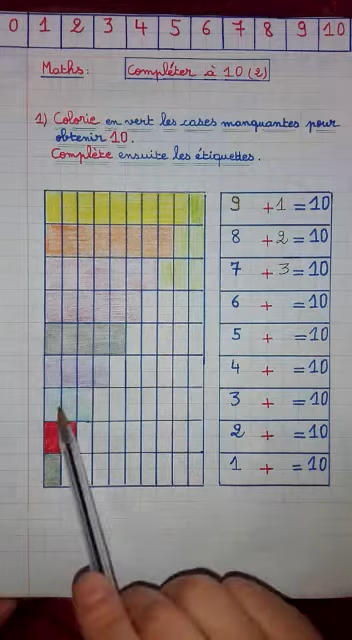 0 1 2 3 4 5 6 7 8 9 10
Maths: Compléter à 10 (2)
1) Colorie en vert les cases manquantes pour
obtenir 10.
Complète ensuite les étiquettes.
9 +1 =10
8 +2 =10
7 +3 =10
6 + =10
5 + =10
4 + =10
3 + =10
2 + =10
1 + =10